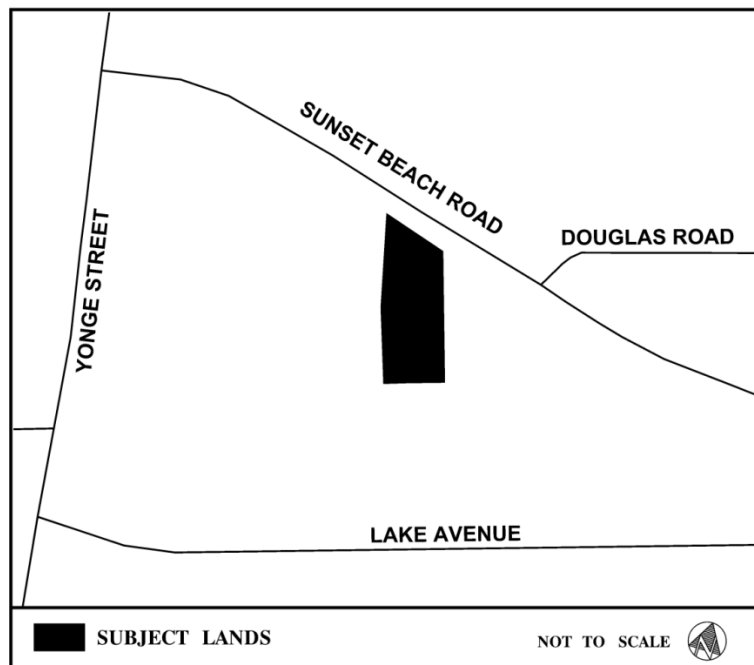 SUNSET BEACH ROAD
DOUGLAS ROAD
YONGE STREET
LAKE AVENUE
SUBJECT LANDS
NOT TO SCALE